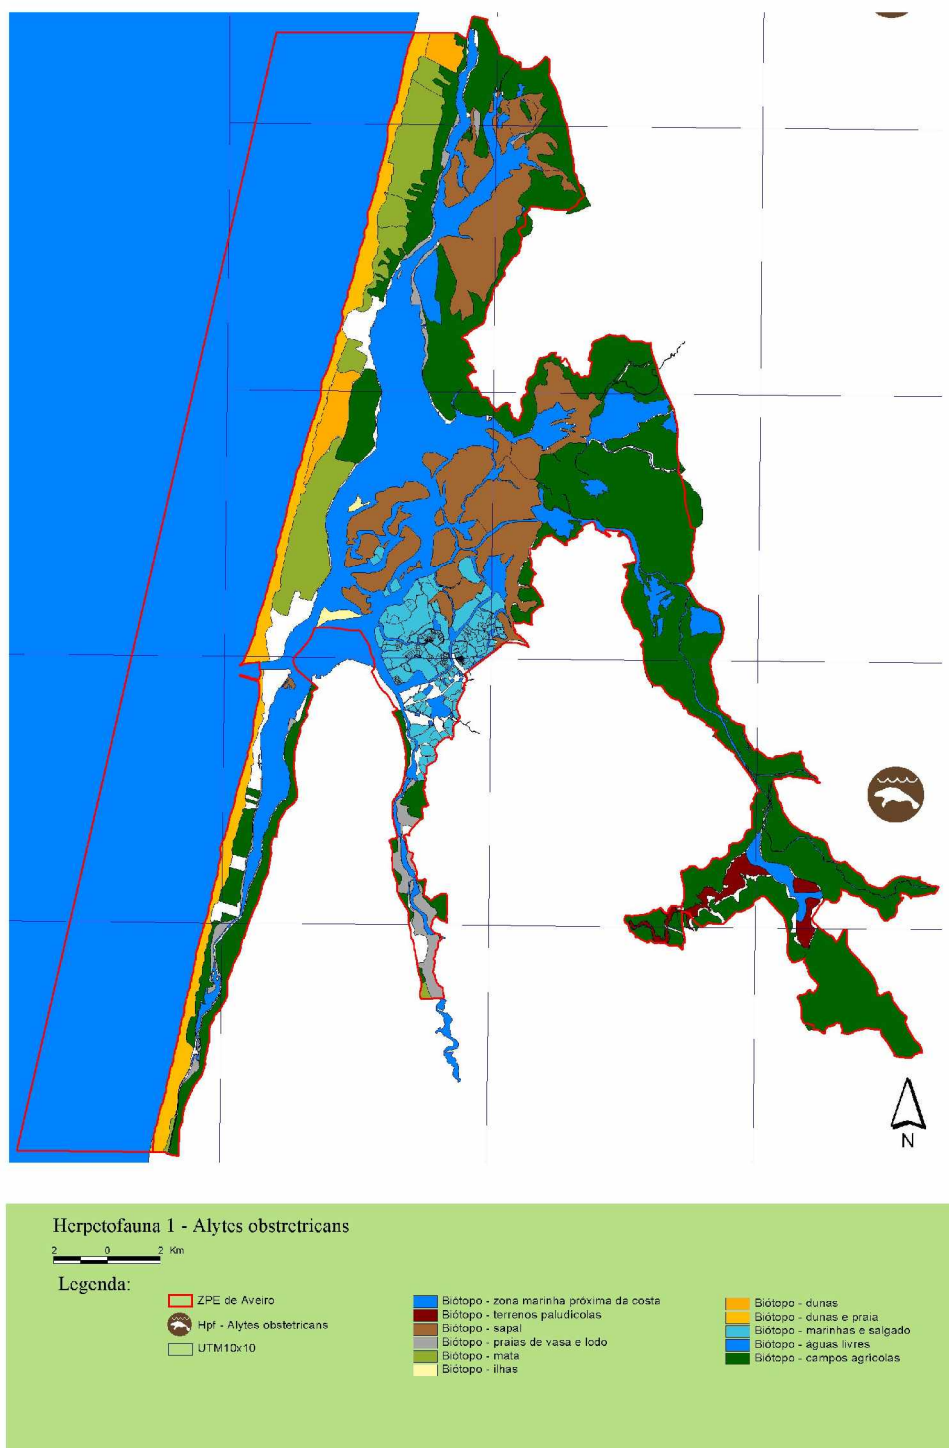 N
Herpetofauna 1 - Alytes obstretricans
2 0 2 Km
Legenda:
ZPE de Aveiro
Hpf - Alytes obstetricans
UTM10x10
Biótopo - zona marinha próxima da costa
Biótopo - terrenos paludícolas
Biótopo - sapal
Biótopo - praias de vasa e lodo
Biótopo - mata
Biótopo - ilhas
Biótopo - dunas
Biótopo - dunas e praia
Biótopo - marinhas e salgado
Biótopo - águas livres
Biótopo - campos agrícolas